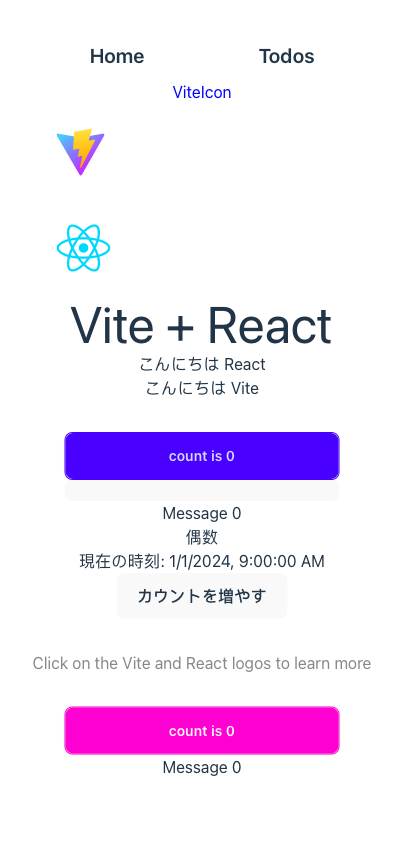 Home Todos
ViteIcon
Vite + React
こんにちは React
こんにちは Vite
count is 0
Message 0
偶数
現在の時刻: 1/1/2024, 9:00:00 AM
カウントを増やす
Click on the Vite and React logos to learn more
count is 0
Message 0